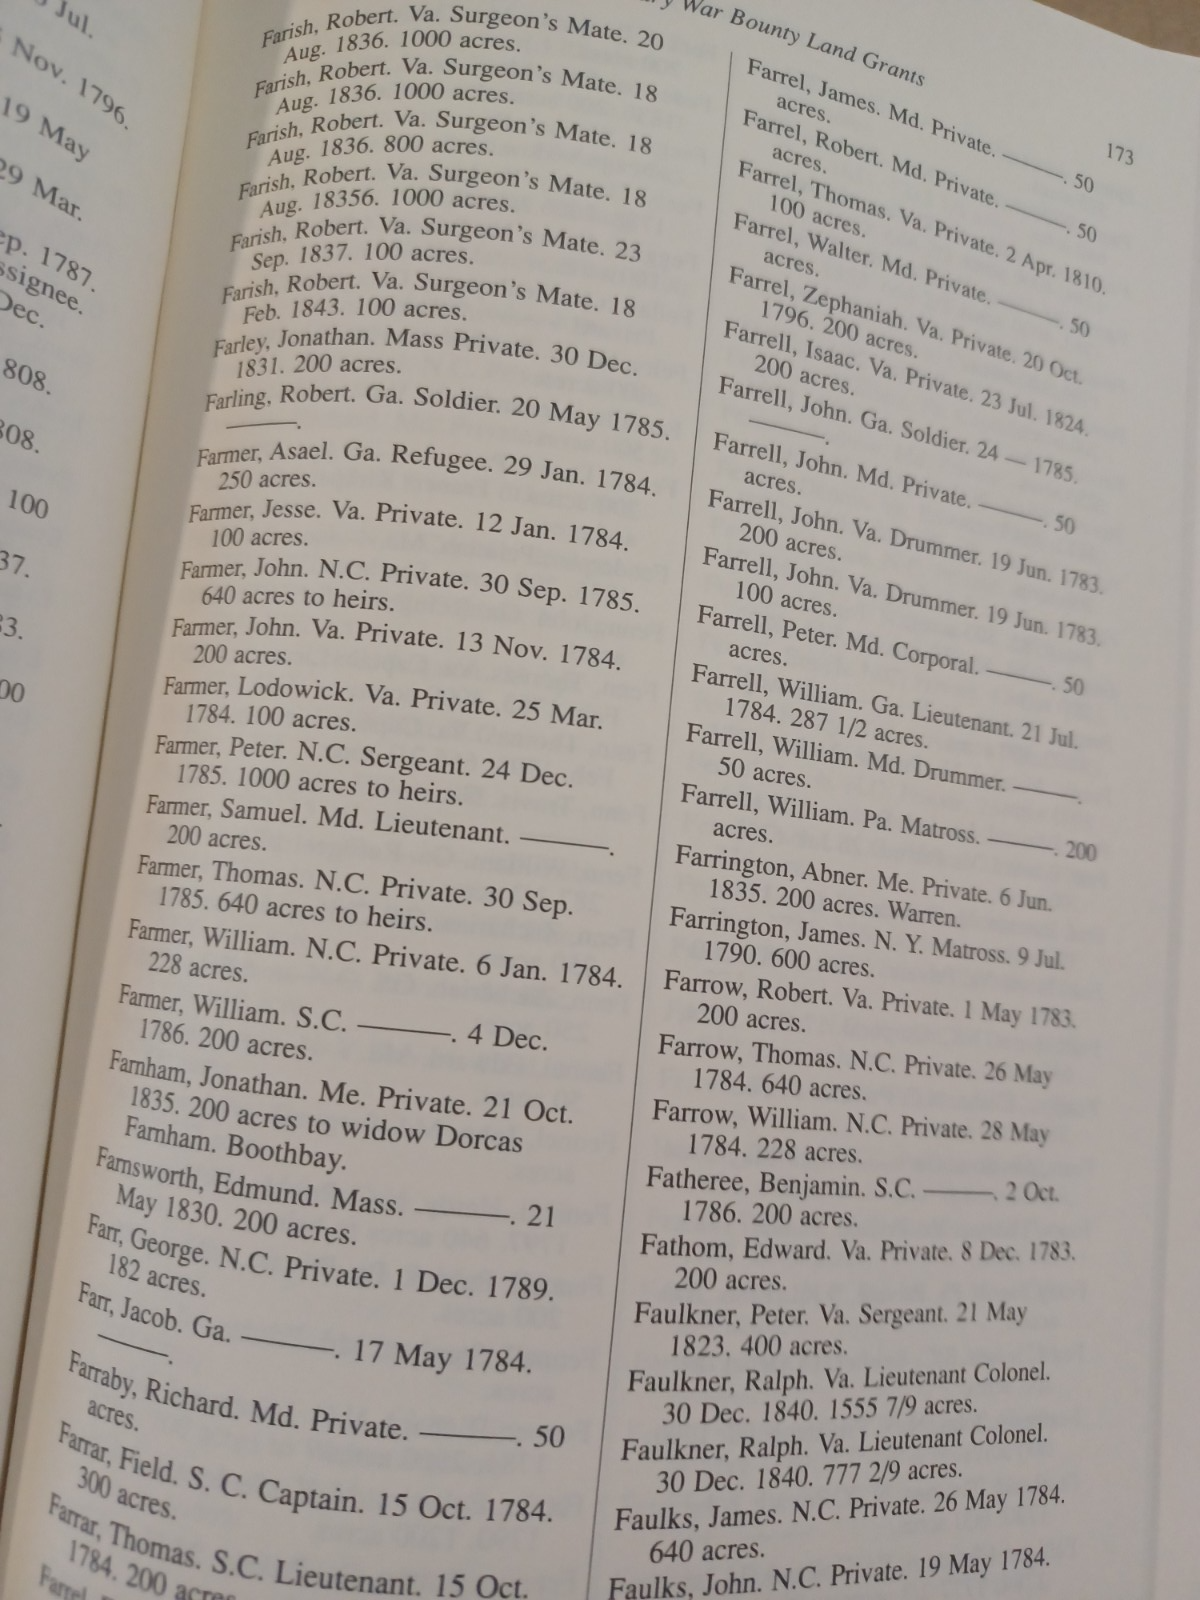 Jul.
Nov. 1796.
19 May
29 Mar.
ep. 1787.
ssignee.
Dec.
808.
808.
100
37.
33.
00
War Bounty Land Grants
173
Farish, Robert. Va. Surgeon's Mate. 20
Aug. 1836. 1000 acres.
Farish, Robert. Va. Surgeon's Mate. 18
Aug. 1836. 1000 acres.
Farish, Robert. Va. Surgeon's Mate. 18
Aug. 1836. 800 acres.
Farish, Robert. Va. Surgeon's Mate. 18
Aug. 18356. 1000 acres.
Farish, Robert. Va. Surgeon's Mate. 23
Sep. 1837. 100 acres.
Farish, Robert. Va. Surgeon's Mate. 18
Feb. 1843. 100 acres.
Farley, Jonathan. Mass Private. 30 Dec.
1831. 200 acres.
Farling, Robert. Ga. Soldier. 20 May 1785.
———.
Farmer, Asael. Ga. Refugee. 29 Jan. 1784.
250 acres.
Farmer, Jesse. Va. Private. 12 Jan. 1784.
100 acres.
Farmer, John. N.C. Private. 30 Sep. 1785.
640 acres to heirs.
Farmer, John. Va. Private. 13 Nov. 1784.
200 acres.
Farmer, Lodowick. Va. Private. 25 Mar.
1784. 100 acres.
Farmer, Peter. N.C. Sergeant. 24 Dec.
1785. 1000 acres to heirs.
Farmer, Samuel. Md. Lieutenant. ———.
200 acres.
Farmer, Thomas. N.C. Private. 30 Sep.
1785. 640 acres to heirs.
Farmer, William. N.C. Private. 6 Jan. 1784.
228 acres.
Farmer, William. S.C. ———. 4 Dec.
1786. 200 acres.
Farnham, Jonathan. Me. Private. 21 Oct.
1835. 200 acres to widow Dorcas
Farnham. Boothbay.
Farnsworth, Edmund. Mass. ———. 21
May 1830. 200 acres.
Farr, George. N.C. Private. 1 Dec. 1789.
182 acres.
Farr, Jacob. Ga. ———. 17 May 1784.
———.
Farraby, Richard. Md. Private. ———. 50
acres.
Farrar, Field. S. C. Captain. 15 Oct. 1784.
300 acres.
Farrar, Thomas. S.C. Lieutenant. 15 Oct.
1784. 200 acres
Farrel,
Farrel, James. Md. Private. ———. 50
acres.
Farrel, Robert. Md. Private. ———. 50
acres.
Farrel, Thomas. Va. Private. 2 Apr. 1810.
100 acres.
Farrel, Walter. Md. Private. ———. 50
acres.
Farrel, Zephaniah. Va. Private. 20 Oct.
1796. 200 acres.
Farrell, Isaac. Va. Private. 23 Jul. 1824.
200 acres.
Farrell, John. Ga. Soldier. 24 — 1785.
———.
Farrell, John. Md. Private. ———. 50
acres.
Farrell, John. Va. Drummer. 19 Jun. 1783.
200 acres.
Farrell, John. Va. Drummer. 19 Jun. 1783.
100 acres.
Farrell, Peter. Md. Corporal. ———. 50
acres.
Farrell, William. Ga. Lieutenant. 21 Jul.
1784. 287 1/2 acres.
Farrell, William. Md. Drummer. ———.
50 acres.
Farrell, William. Pa. Matross. ———. 200
acres.
Farrington, Abner. Me. Private. 6 Jun.
1835. 200 acres. Warren.
Farrington, James. N. Y. Matross. 9 Jul.
1790. 600 acres.
Farrow, Robert. Va. Private. 1 May 1783.
200 acres.
Farrow, Thomas. N.C. Private. 26 May
1784. 640 acres.
Farrow, William. N.C. Private. 28 May
1784. 228 acres.
Fatheree, Benjamin. S.C. ———. 2 Oct.
1786. 200 acres.
Fathom, Edward. Va. Private. 8 Dec. 1783.
200 acres.
Faulkner, Peter. Va. Sergeant. 21 May
1823. 400 acres.
Faulkner, Ralph. Va. Lieutenant Colonel.
30 Dec. 1840. 1555 7/9 acres.
Faulkner, Ralph. Va. Lieutenant Colonel.
30 Dec. 1840. 777 2/9 acres.
Faulks, James. N.C. Private. 26 May 1784.
640 acres.
Faulks, John. N.C. Private. 19 May 1784.